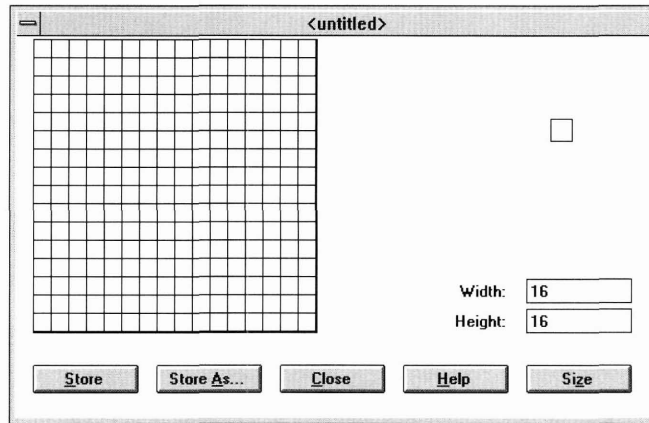 <untitled>
Width: 16
Height: 16
Store Store As... Close Help Size